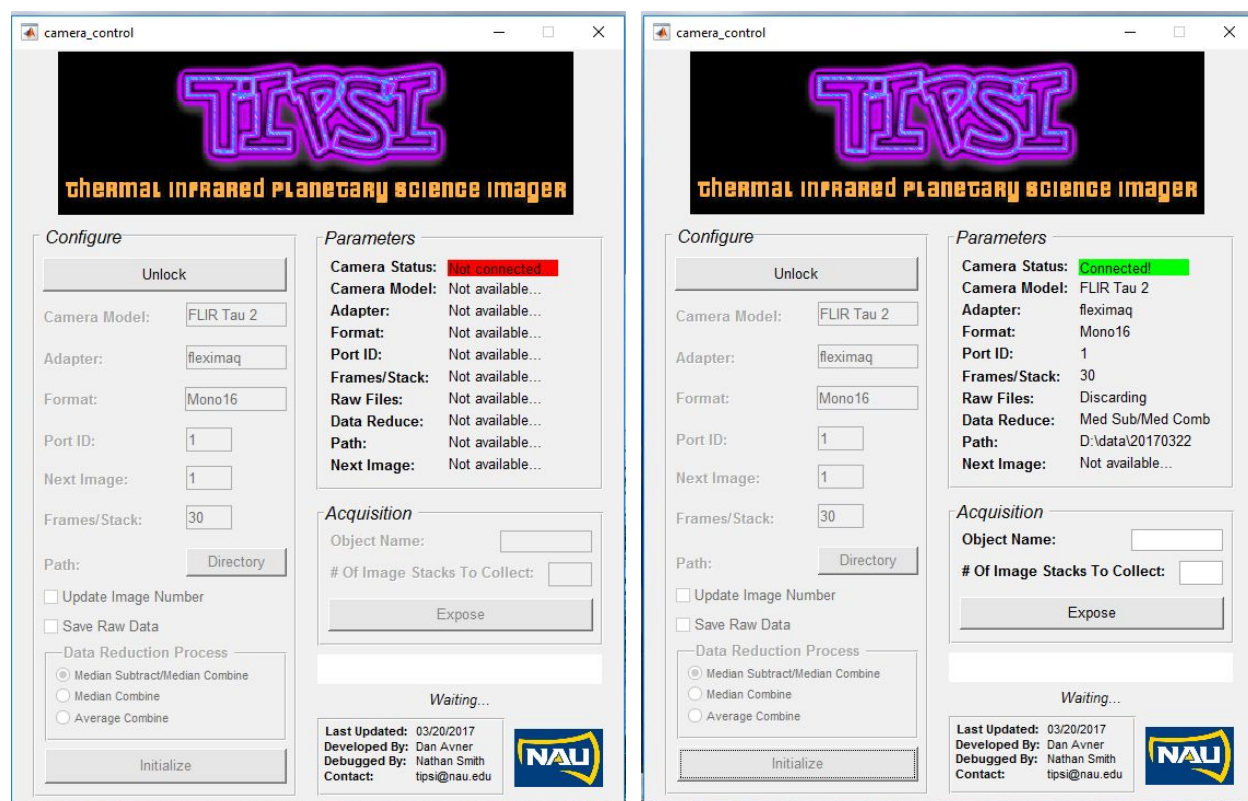 camera_control
TIPSI
thermal infrared planetary science imager
Configure
Unlock
Camera Model: FLIR Tau 2
Adapter: fleximaq
Format: Mono16
Port ID: 1
Next Image: 1
Frames/Stack: 30
Path: Directory
Update Image Number
Save Raw Data
Data Reduction Process
Median Subtract/Median Combine
Median Combine
Average Combine
Initialize
Parameters
Camera Status: Not connected...
Camera Model: Not available...
Adapter: Not available...
Format: Not available...
Port ID: Not available...
Frames/Stack: Not available...
Raw Files: Not available...
Data Reduce: Not available...
Path: Not available...
Next Image: Not available...
Acquisition
Object Name:
# Of Image Stacks To Collect:
Expose
Waiting...
Last Updated: 03/20/2017
Developed By: Dan Avner
Debugged By: Nathan Smith
Contact: tipsi@nau.edu
NAU
camera_control
TIPSI
thermal infrared planetary science imager
Configure
Unlock
Camera Model: FLIR Tau 2
Adapter: fleximaq
Format: Mono16
Port ID: 1
Next Image: 1
Frames/Stack: 30
Path: Directory
Update Image Number
Save Raw Data
Data Reduction Process
Median Subtract/Median Combine
Median Combine
Average Combine
Initialize
Parameters
Camera Status: Connected!
Camera Model: FLIR Tau 2
Adapter: fleximaq
Format: Mono16
Port ID: 1
Frames/Stack: 30
Raw Files: Discarding
Data Reduce: Med Sub/Med Comb
Path: D:\data\20170322
Next Image: Not available...
Acquisition
Object Name:
# Of Image Stacks To Collect:
Expose
Waiting...
Last Updated: 03/20/2017
Developed By: Dan Avner
Debugged By: Nathan Smith
Contact: tipsi@nau.edu
NAU